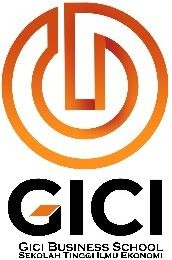 GICI
GICI BUSINESS SCHOOL
SEKOLAH TINGGI ILMU EKONOMI